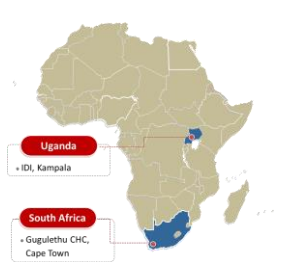 Uganda
• IDI, Kampala
South Africa
• Gugulethu CHC,
Cape Town